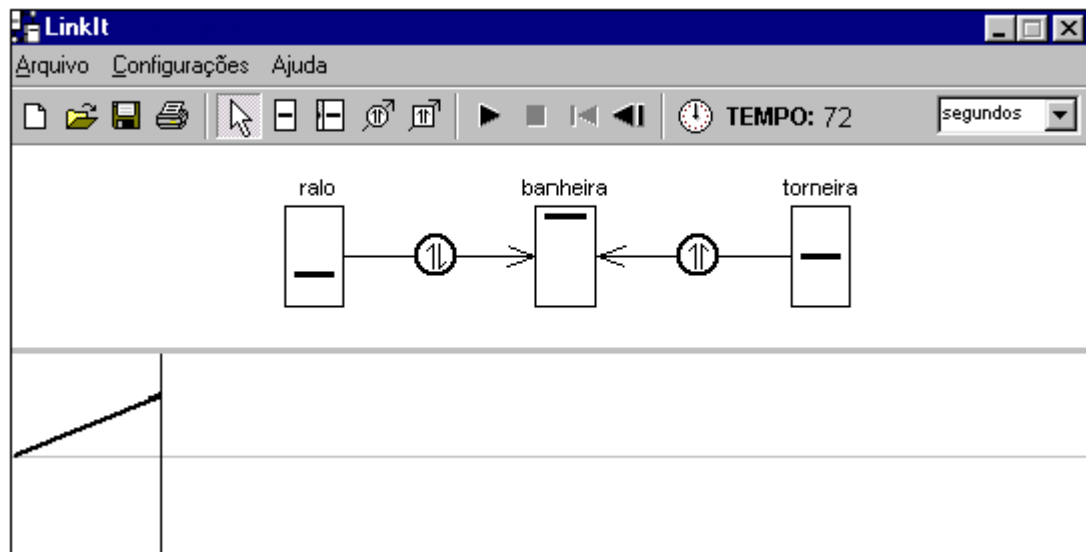 LinkIt
Arquivo Configurações Ajuda
TEMPO: 72 segundos
ralo banheira torneira